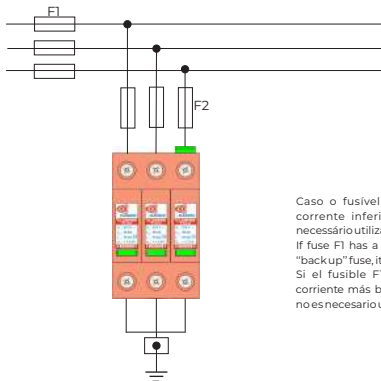 F1
F2
Caso o fusível
corrente inferi
necessário utiliza
If fuse F1 has a
"back up" fuse, it
Si el fusible F1
corriente más b
no es necesario u